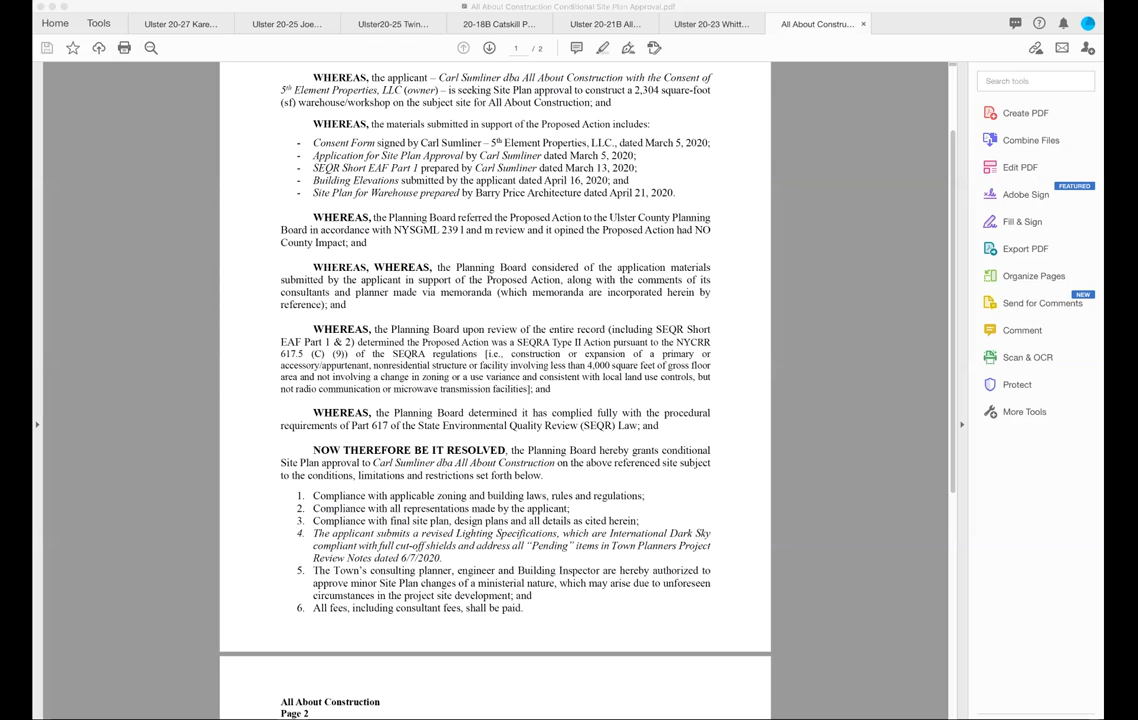 All About Construction Conditional Site Plan Approval.pdf
Home
Tools
Ulster 20-27 Kare...
Ulster 20-25 Joe...
Ulster20-25 Twin...
20-18B Catskill P...
Ulster 20-21B All...
Ulster 20-23 Whitt...
All About Constru...
1 / 2
WHEREAS, the applicant – Carl Sumliner dba All About Construction with the Consent of
5th Element Properties, LLC (owner) – is seeking Site Plan approval to construct a 2,304 square-foot
(sf) warehouse/workshop on the subject site for All About Construction; and
WHEREAS, the materials submitted in support of the Proposed Action includes:
- Consent Form signed by Carl Sumliner – 5th Element Properties, LLC., dated March 5, 2020;
- Application for Site Plan Approval by Carl Sumliner dated March 5, 2020;
- SEQR Short EAF Part 1 prepared by Carl Sumliner dated March 13, 2020;
- Building Elevations submitted by the applicant dated April 16, 2020; and
- Site Plan for Warehouse prepared by Barry Price Architecture dated April 21, 2020.
WHEREAS, the Planning Board referred the Proposed Action to the Ulster County Planning
Board in accordance with NYSGML 239 l and m review and it opined the Proposed Action had NO
County Impact; and
WHEREAS, WHEREAS, the Planning Board considered of the application materials
submitted by the applicant in support of the Proposed Action, along with the comments of its
consultants and planner made via memoranda (which memoranda are incorporated herein by
reference); and
WHEREAS, the Planning Board upon review of the entire record (including SEQR Short
EAF Part 1 & 2) determined the Proposed Action was a SEQRA Type II Action pursuant to the NYCRR
617.5 (C) (9)) of the SEQRA regulations [i.e., construction or expansion of a primary or
accessory/appurtenant, nonresidential structure or facility involving less than 4,000 square feet of gross floor
area and not involving a change in zoning or a use variance and consistent with local land use controls, but
not radio communication or microwave transmission facilities]; and
WHEREAS, the Planning Board determined it has complied fully with the procedural
requirements of Part 617 of the State Environmental Quality Review (SEQR) Law; and
NOW THEREFORE BE IT RESOLVED, the Planning Board hereby grants conditional
Site Plan approval to Carl Sumliner dba All About Construction on the above referenced site subject
to the conditions, limitations and restrictions set forth below.
1. Compliance with applicable zoning and building laws, rules and regulations;
2. Compliance with all representations made by the applicant;
3. Compliance with final site plan, design plans and all details as cited herein;
4. The applicant submits a revised Lighting Specifications, which are International Dark Sky
compliant with full cut-off shields and address all "Pending" items in Town Planners Project
Review Notes dated 6/7/2020.
5. The Town's consulting planner, engineer and Building Inspector are hereby authorized to
approve minor Site Plan changes of a ministerial nature, which may arise due to unforeseen
circumstances in the project site development; and
6. All fees, including consultant fees, shall be paid.
All About Construction
Page 2
Search tools
Create PDF
Combine Files
Edit PDF
FEATURED
Adobe Sign
Fill & Sign
Export PDF
Organize Pages
NEW
Send for Comments
Comment
Scan & OCR
Protect
More Tools